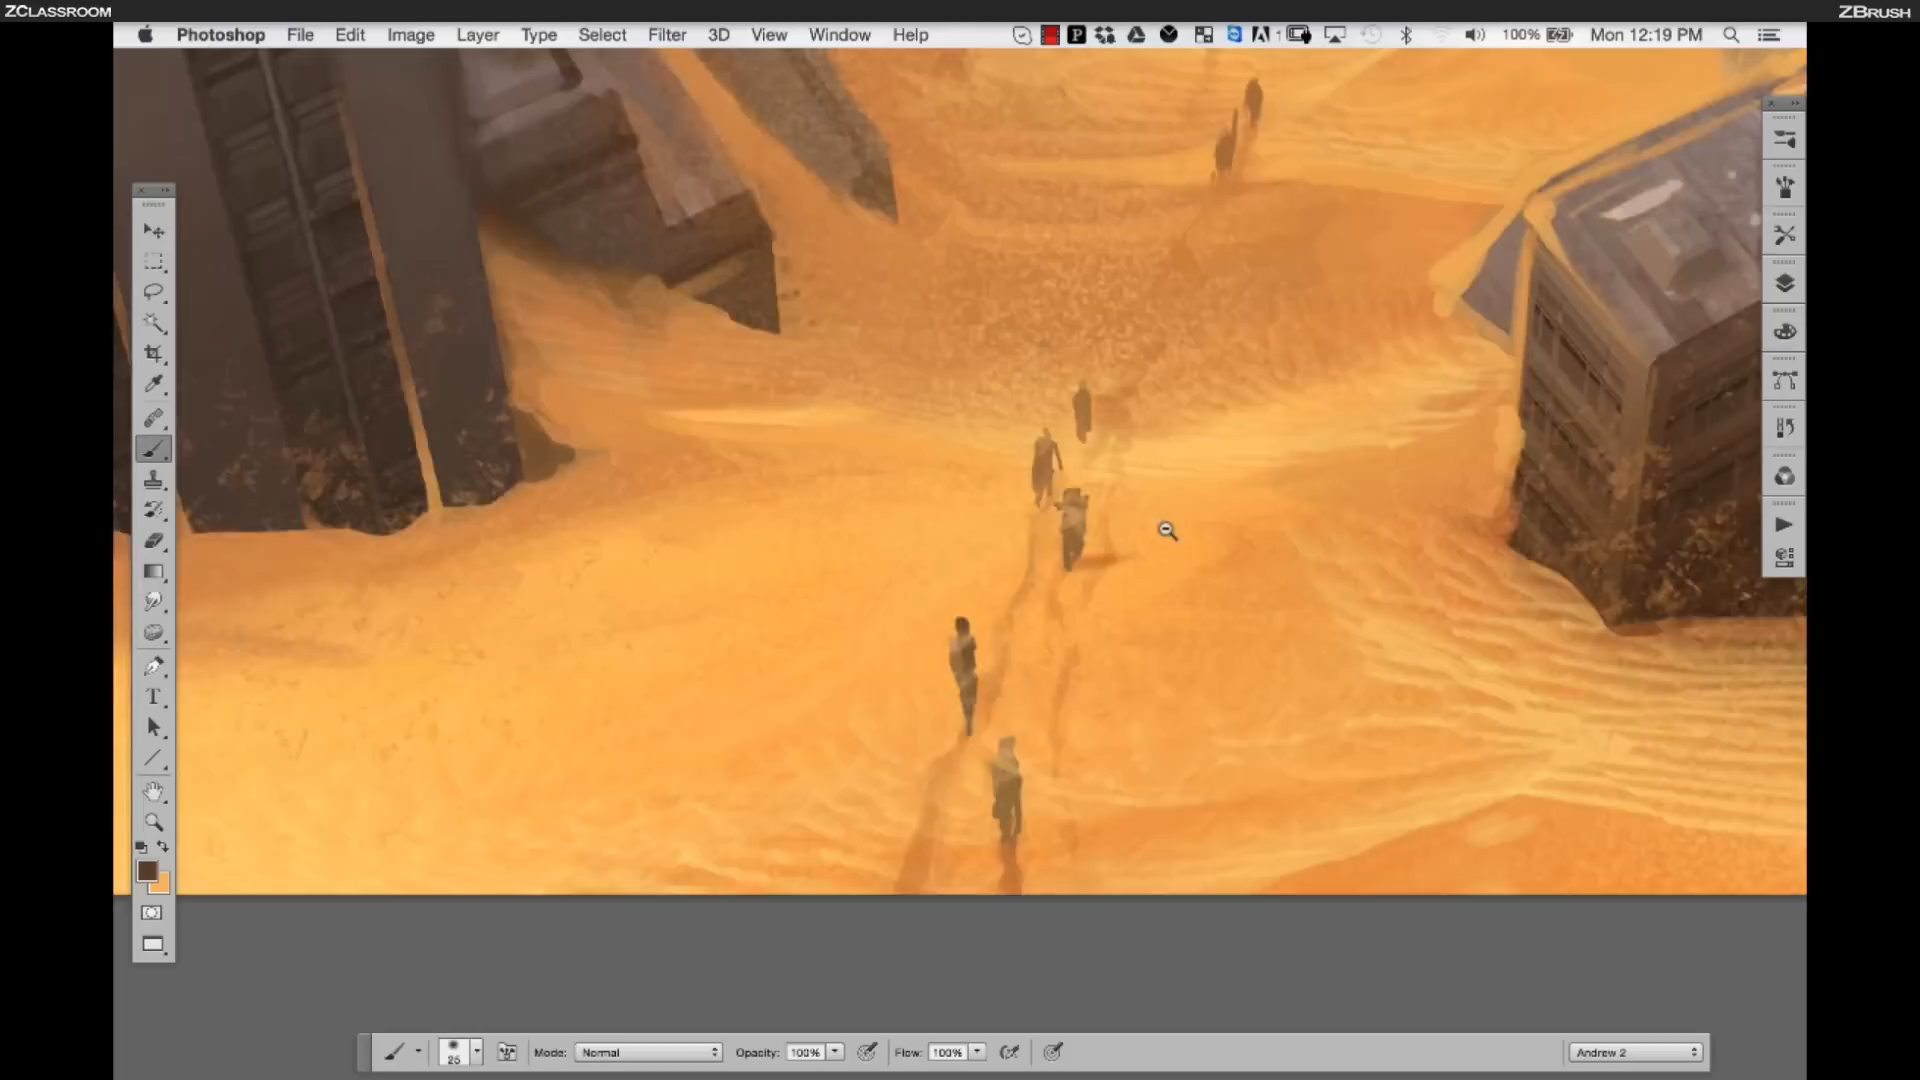 ZCLASSROOM
ZBRUSH
Photoshop File Edit Image Layer Type Select Filter 3D View Window Help
100% Mon 12:19 PM
T
25 Mode: Normal Opacity: 100% Flow: 100% Andrew 2